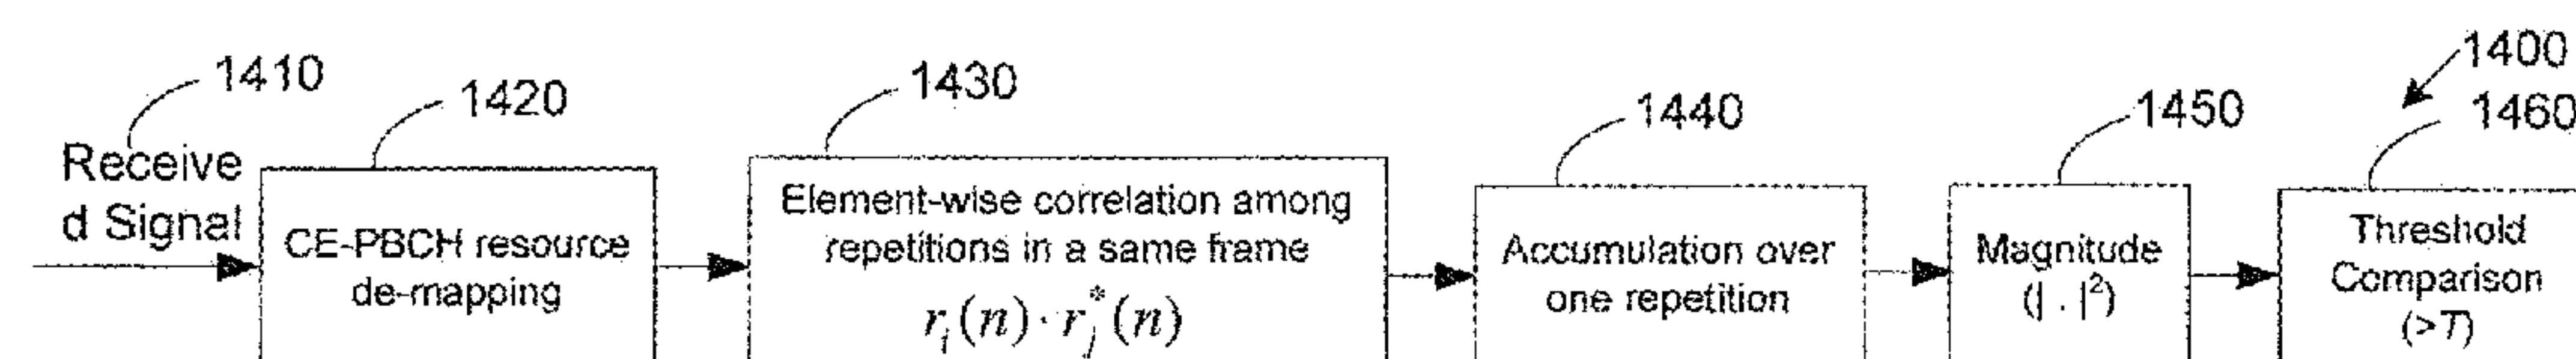 1400
1410
1420
1430
1440
1450
1460
Receive
d Signal
CE-PBCH resource
de-mapping
Element-wise correlation among
repetitions in a same frame
r_i(n) · r_j^*(n)
Accumulation over
one repetition
Magnitude
(| . |²)
Threshold
Comparison
(>T)